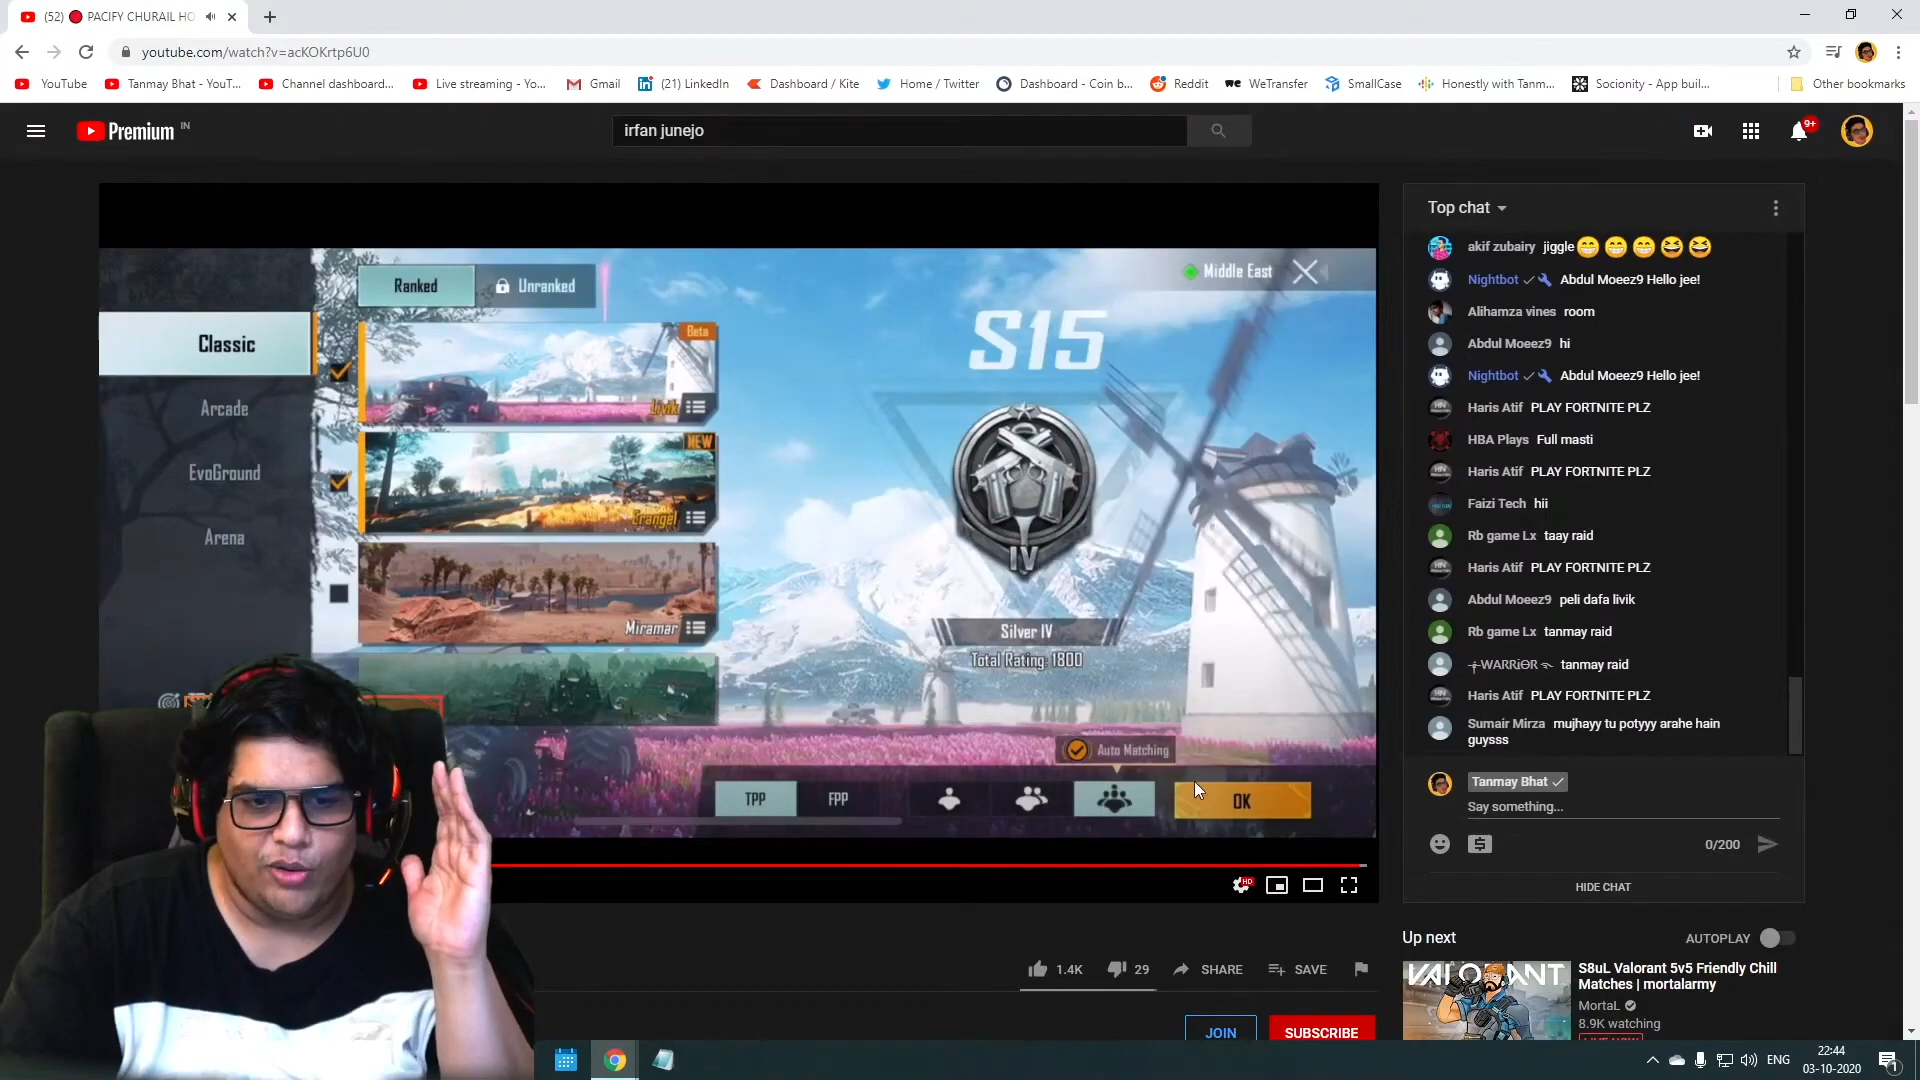 (52) PACIFY CHURAIL HO
youtube.com/watch?v=acKOKrtp6U0
YouTube
Tanmay Bhat - YouT...
Channel dashboard...
Live streaming - Yo...
Gmail
(21) LinkedIn
Dashboard / Kite
Home / Twitter
Dashboard - Coin b...
Reddit
WeTransfer
SmallCase
Honestly with Tanm...
Socionity - App buil...
Other bookmarks
Premium IN
irfan junejo
9+
Ranked
Unranked
Middle East
Classic
Arcade
EvoGround
Arena
Beta
Livik
NEW
Erangel
Miramar
S15
IV
Silver IV
Total Rating: 1800
Auto Matching
TPP
FPP
OK
HD
Top chat
akif zubairy jiggle😁😁😁😆😆
Nightbot Abdul Moeez9 Hello jee!
Alihamza vines room
Abdul Moeez9 hi
Nightbot Abdul Moeez9 Hello jee!
Haris Atif PLAY FORTNITE PLZ
HBA Plays Full masti
Haris Atif PLAY FORTNITE PLZ
Faizi Tech hii
Rb game Lx taay raid
Haris Atif PLAY FORTNITE PLZ
Abdul Moeez9 peli dafa livik
Rb game Lx tanmay raid
WARRiΘR tanmay raid
Haris Atif PLAY FORTNITE PLZ
Sumair Mirza mujhayy tu potyyy arahe hain
guysss
Tanmay Bhat
Say something...
0/200
HIDE CHAT
1.4K
29
SHARE
SAVE
JOIN
SUBSCRIBE
Up next
AUTOPLAY
VALORANT
S8uL Valorant 5v5 Friendly Chill
Matches | mortalarmy
MortaL
8.9K watching
LIVE NOW
ENG
22:44
03-10-2020
1